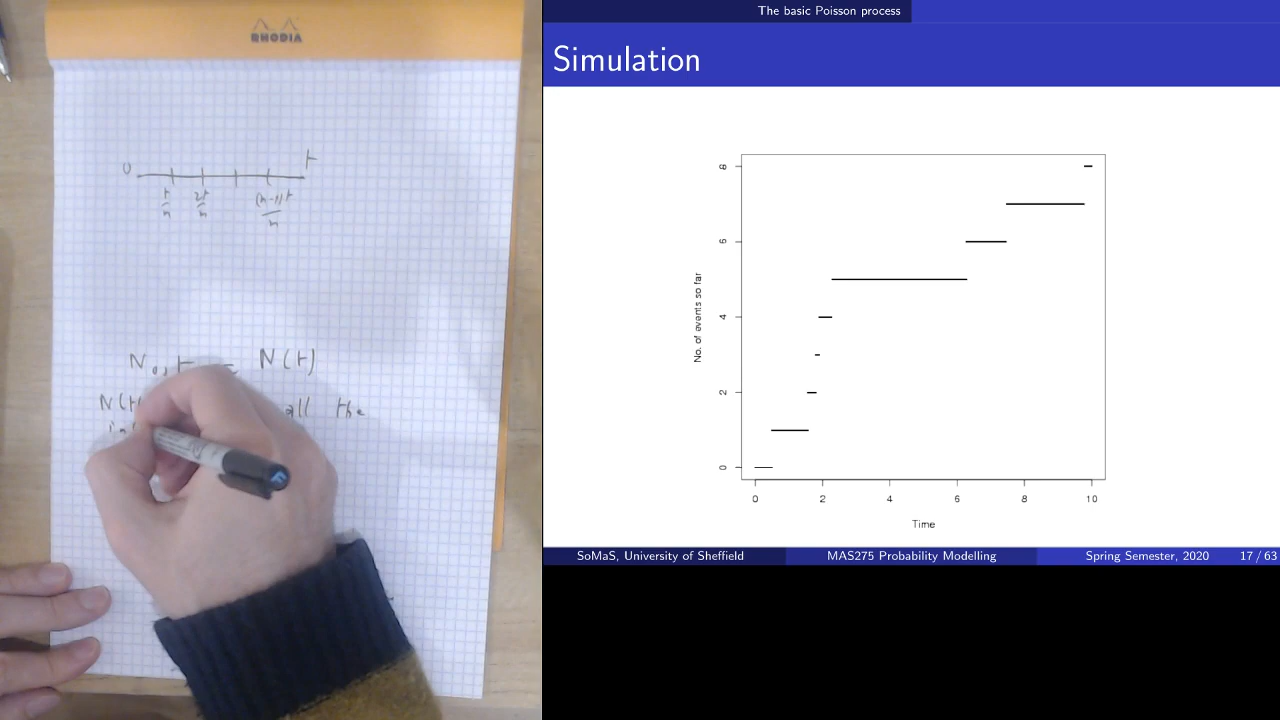 RHODIA
0 t
t/n 2t/n (n-1)t/n
N0,t = N(t)
N(t all the
The basic Poisson process
Simulation
No. of events so far
8
6
4
2
0
0 2 4 6 8 10
Time
SoMaS, University of Sheffield MAS275 Probability Modelling Spring Semester, 2020 17 / 63